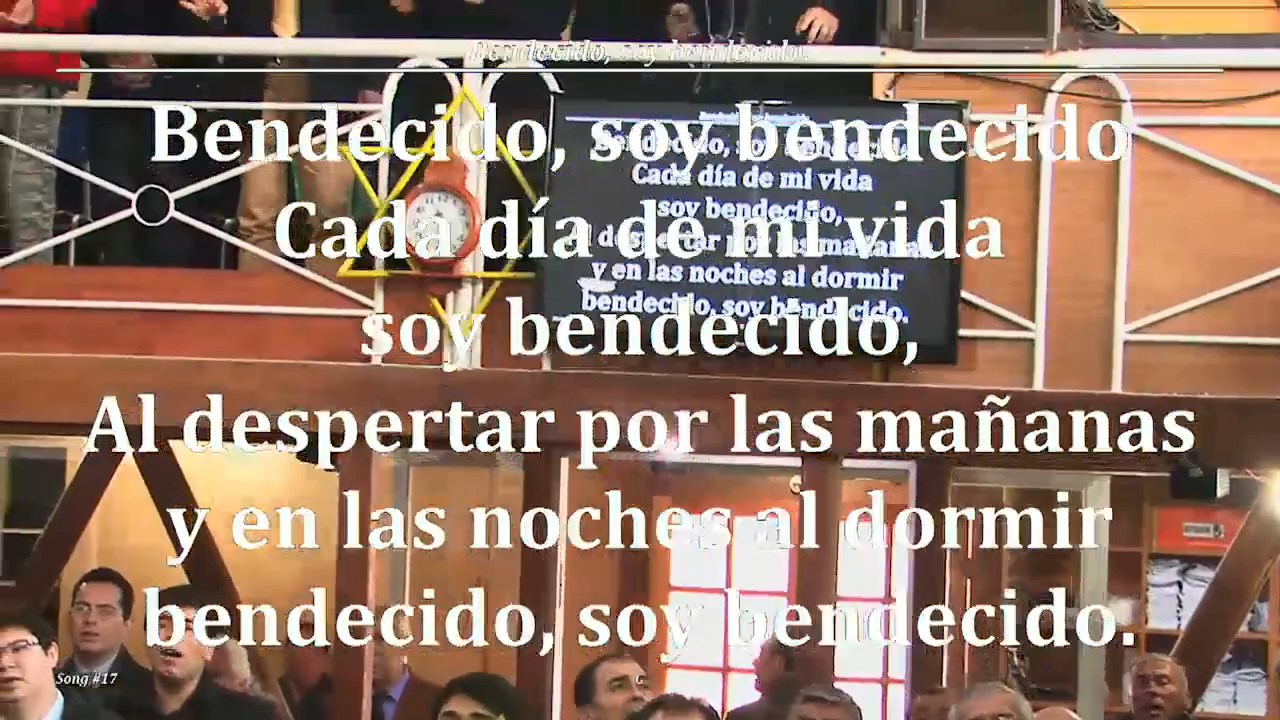 Bendecido, soy bendecido.
Bendecido, soy bendecido
Cada día de mi vida
soy bendecido,
Al despertar por las mañanas
y en las noches al dormir
bendecido, soy bendecido.
Cada día de mi vida
soy bendecido,
y en las noches al dormir
bendecido, soy bendecido.
Song #17